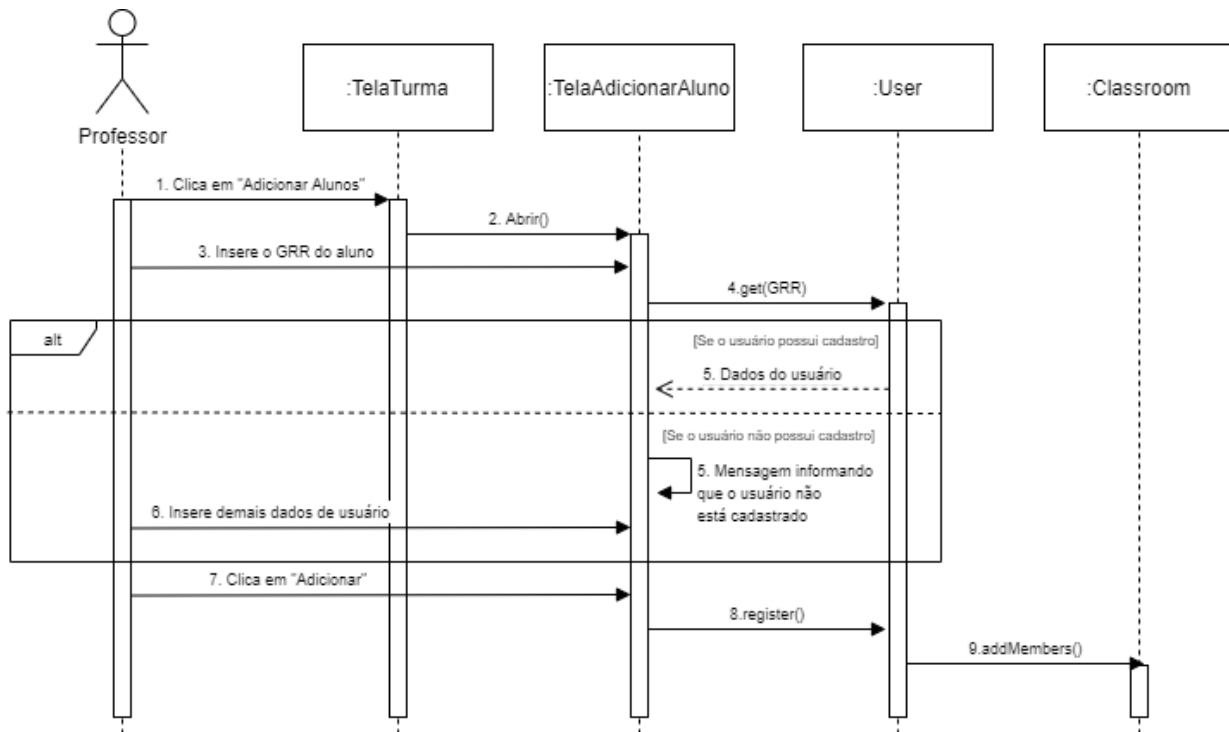 Professor
:TelaTurma
:TelaAdicionarAluno
:User
:Classroom
1. Clica em "Adicionar Alunos"
2. Abrir()
3. Insere o GRR do aluno
4.get(GRR)
alt
[Se o usuário possui cadastro]
5. Dados do usuário
[Se o usuário não possui cadastro]
5. Mensagem informando
que o usuário não
está cadastrado
6. Insere demais dados de usuário
7. Clica em "Adicionar"
8.register()
9.addMembers()